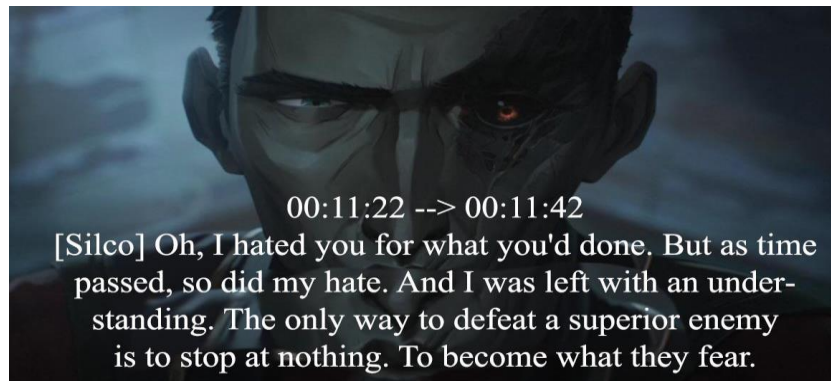 00:11:22 --> 00:11:42
[Silco] Oh, I hated you for what you'd done. But as time
passed, so did my hate. And I was left with an under-
standing. The only way to defeat a superior enemy
is to stop at nothing. To become what they fear.